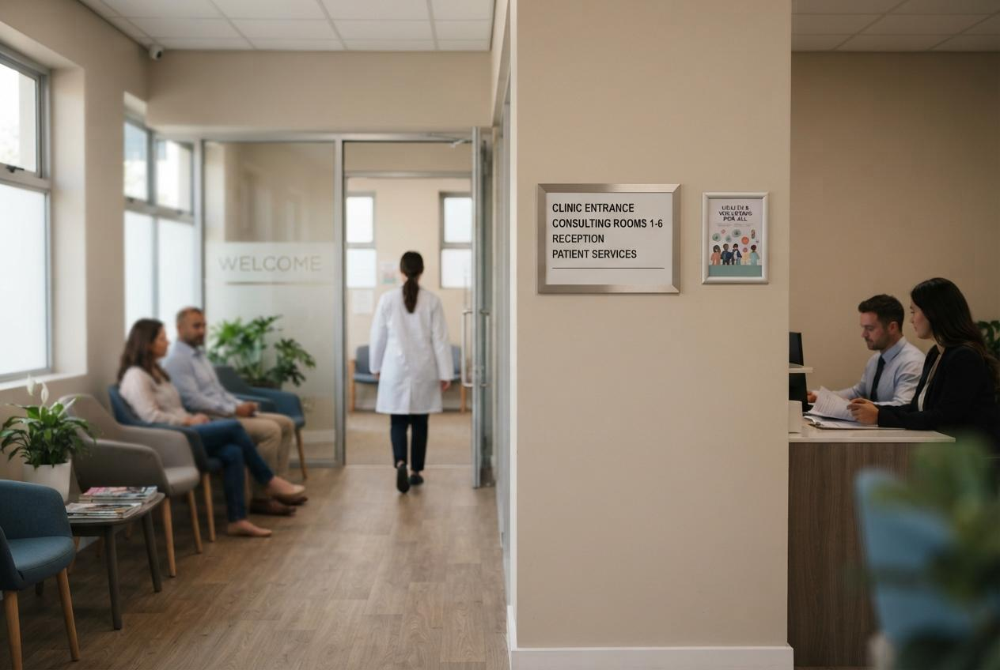 WELCOME
CLINIC ENTRANCE
CONSULTING ROOMS 1-6
RECEPTION
PATIENT SERVICES